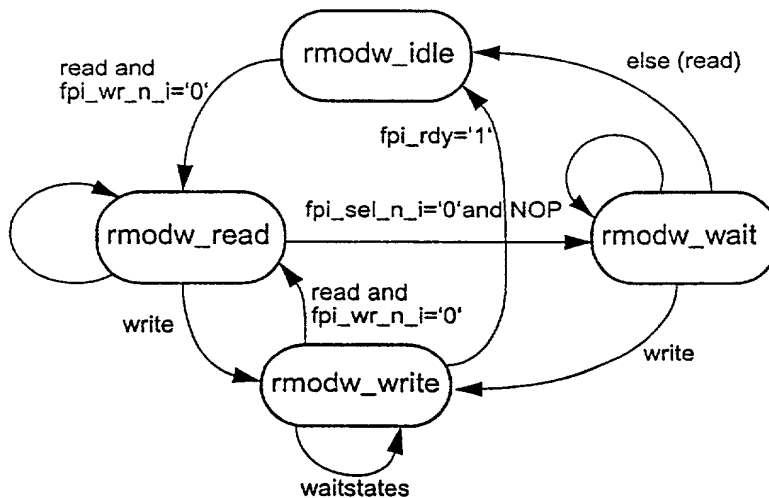 rmodw_idle
else (read)
read and
fpi_wr_n_i='0'
fpi_rdy='1'
fpi_sel_n_i='0'and NOP
rmodw_read
rmodw_wait
read and
fpi_wr_n_i='0'
write
write
rmodw_write
waitstates